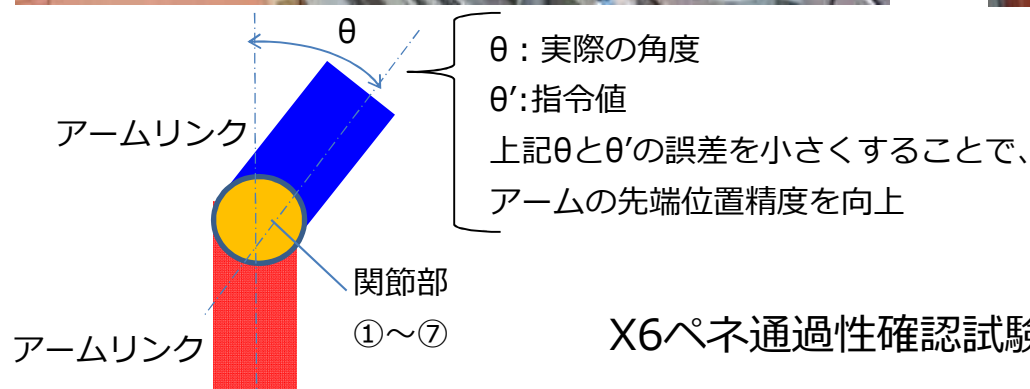 θ
θ：実際の角度
θ′:指令値
上記θとθ′の誤差を小さくすることで、
アームの先端位置精度を向上
アームリンク
関節部
①～⑦
アームリンク
X6ペネ通過性確認試験